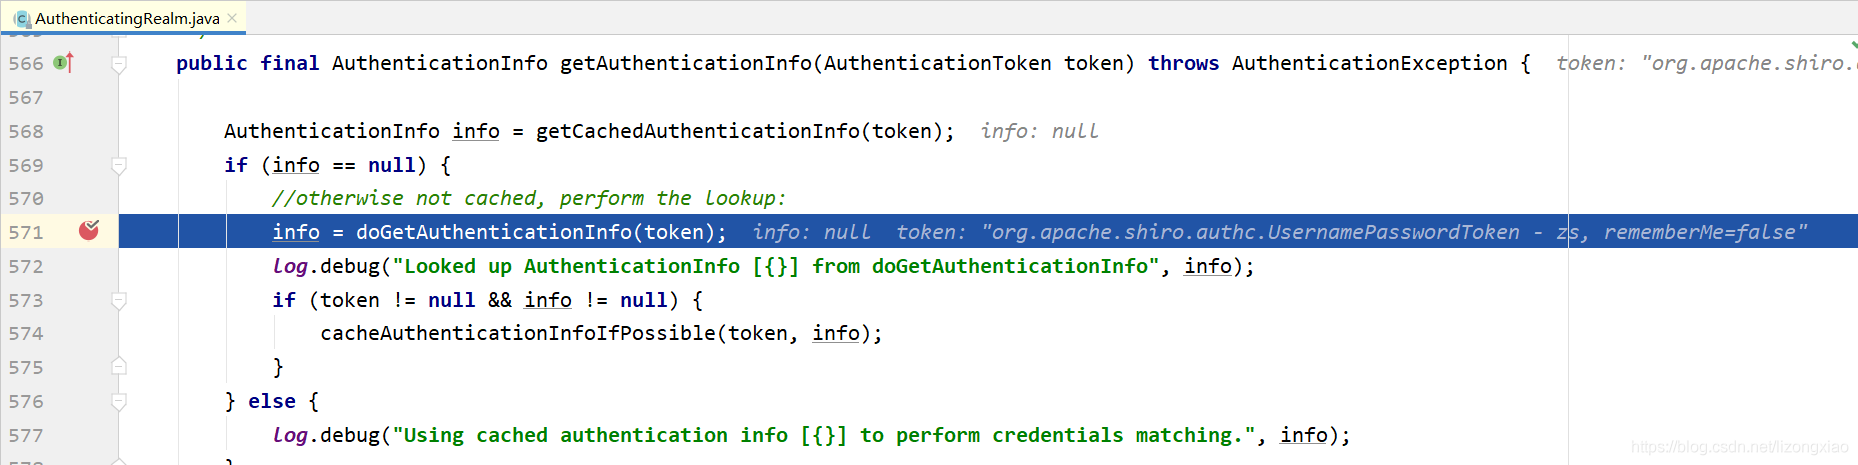 AuthenticatingRealm.java
566 public final AuthenticationInfo getAuthenticationInfo(AuthenticationToken token) throws AuthenticationException { token: "org.apache.shiro.
567
568 AuthenticationInfo info = getCachedAuthenticationInfo(token); info: null
569 if (info == null) {
570 //otherwise not cached, perform the lookup:
571 info = doGetAuthenticationInfo(token); info: null token: "org.apache.shiro.authc.UsernamePasswordToken - zs, rememberMe=false"
572 log.debug("Looked up AuthenticationInfo [{}] from doGetAuthenticationInfo", info);
573 if (token != null && info != null) {
574 cacheAuthenticationInfoIfPossible(token, info);
575 }
576 } else {
577 log.debug("Using cached authentication info [{}] to perform credentials matching.", info);
https://blog.csdn.net/lizongxiao